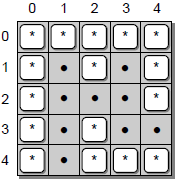 0 1 2 3 4
0 * * * * *
1 * • * • *
2 * • • • *
3 * • * • •
4 * • * * *